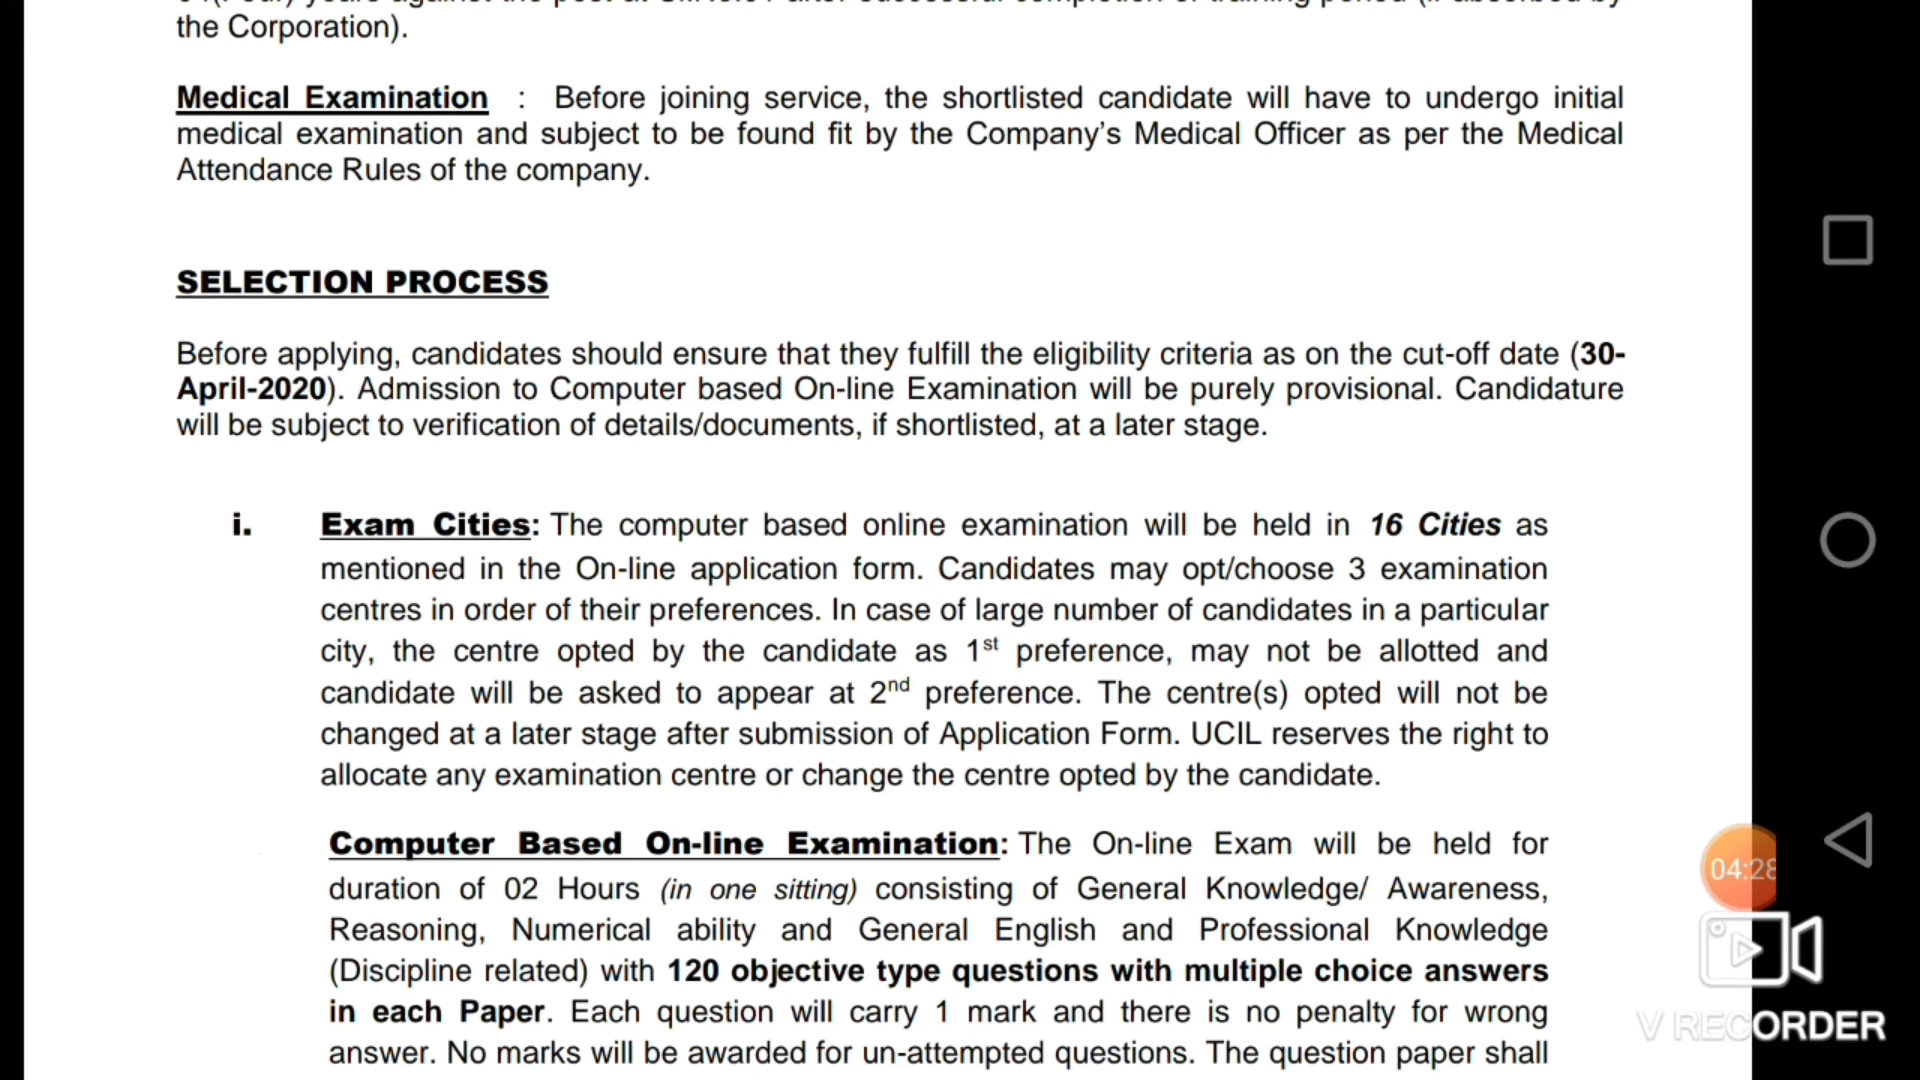 the Corporation).
Medical Examination : Before joining service, the shortlisted candidate will have to undergo initial
medical examination and subject to be found fit by the Company's Medical Officer as per the Medical
Attendance Rules of the company.
SELECTION PROCESS
Before applying, candidates should ensure that they fulfill the eligibility criteria as on the cut-off date (30-
April-2020). Admission to Computer based On-line Examination will be purely provisional. Candidature
will be subject to verification of details/documents, if shortlisted, at a later stage.
i. Exam Cities: The computer based online examination will be held in 16 Cities as
mentioned in the On-line application form. Candidates may opt/choose 3 examination
centres in order of their preferences. In case of large number of candidates in a particular
city, the centre opted by the candidate as 1st preference, may not be allotted and
candidate will be asked to appear at 2nd preference. The centre(s) opted will not be
changed at a later stage after submission of Application Form. UCIL reserves the right to
allocate any examination centre or change the centre opted by the candidate.
Computer Based On-line Examination: The On-line Exam will be held for
duration of 02 Hours (in one sitting) consisting of General Knowledge/ Awareness,
Reasoning, Numerical ability and General English and Professional Knowledge
(Discipline related) with 120 objective type questions with multiple choice answers
in each Paper. Each question will carry 1 mark and there is no penalty for wrong
answer. No marks will be awarded for un-attempted questions. The question paper shall
04:28
V RECORDER